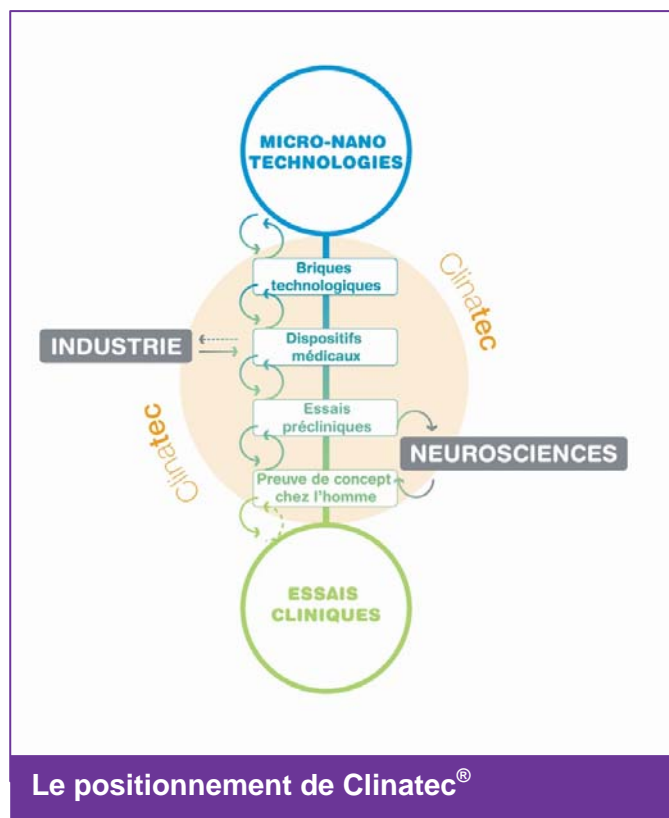 MICRO-NANO
TECHNOLOGIES
Briques
technologiques
Clinatec
INDUSTRIE
Dispositifs
médicaux
Essais
précliniques
Clinatec
NEUROSCIENCES
Preuve de concept
chez l'homme
ESSAIS
CLINIQUES
Le positionnement de Clinatec®